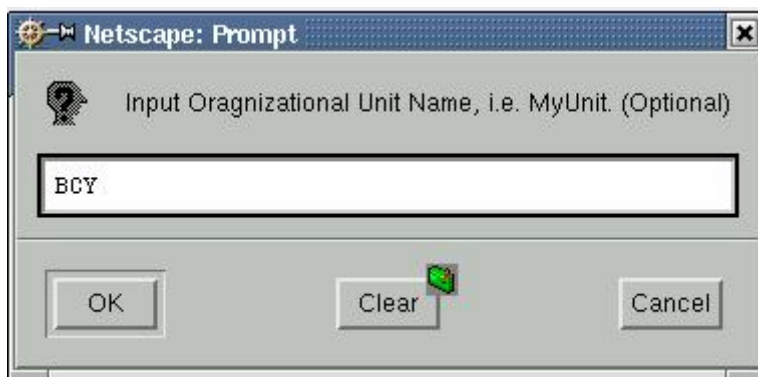 Netscape: Prompt
Input Oragnizational Unit Name, i.e. MyUnit. (Optional)
BCY
OK Clear Cancel